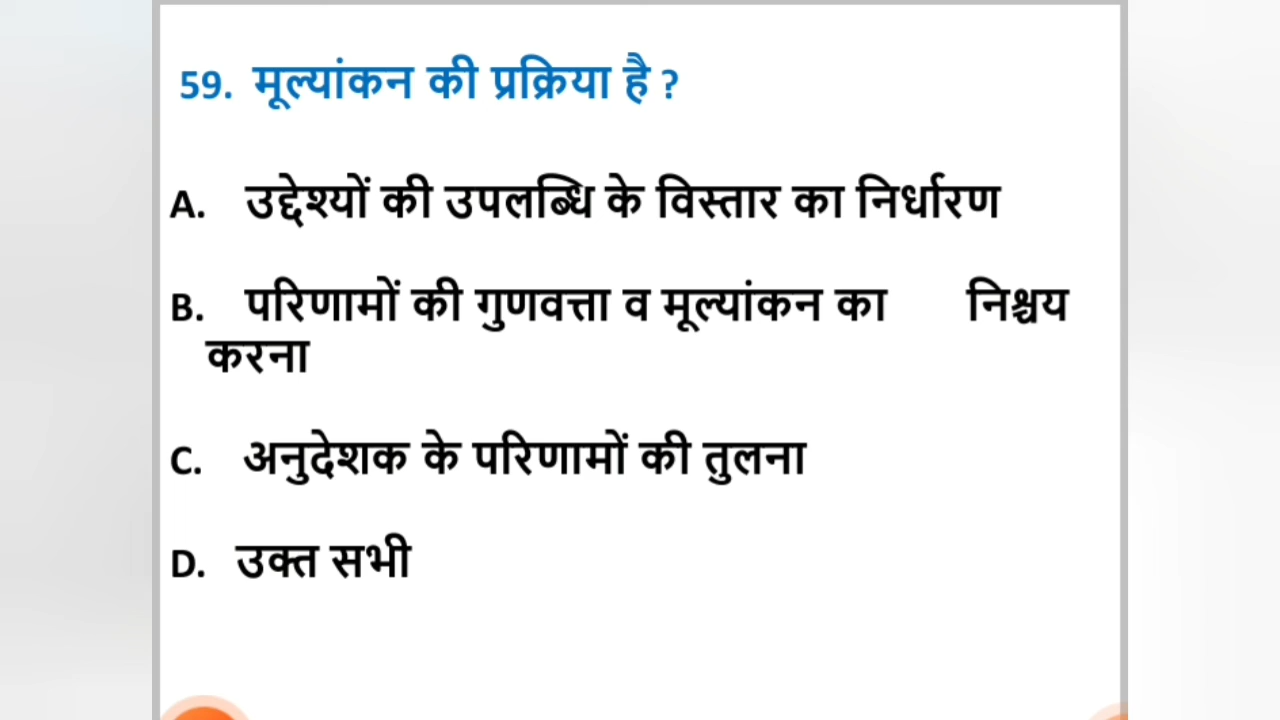 59. मूल्यांकन की प्रक्रिया है ?
A. उद्देश्यों की उपलब्धि के विस्तार का निर्धारण
B. परिणामों की गुणवत्ता व मूल्यांकन का निश्चय
करना
C. अनुदेशक के परिणामों की तुलना
D. उक्त सभी